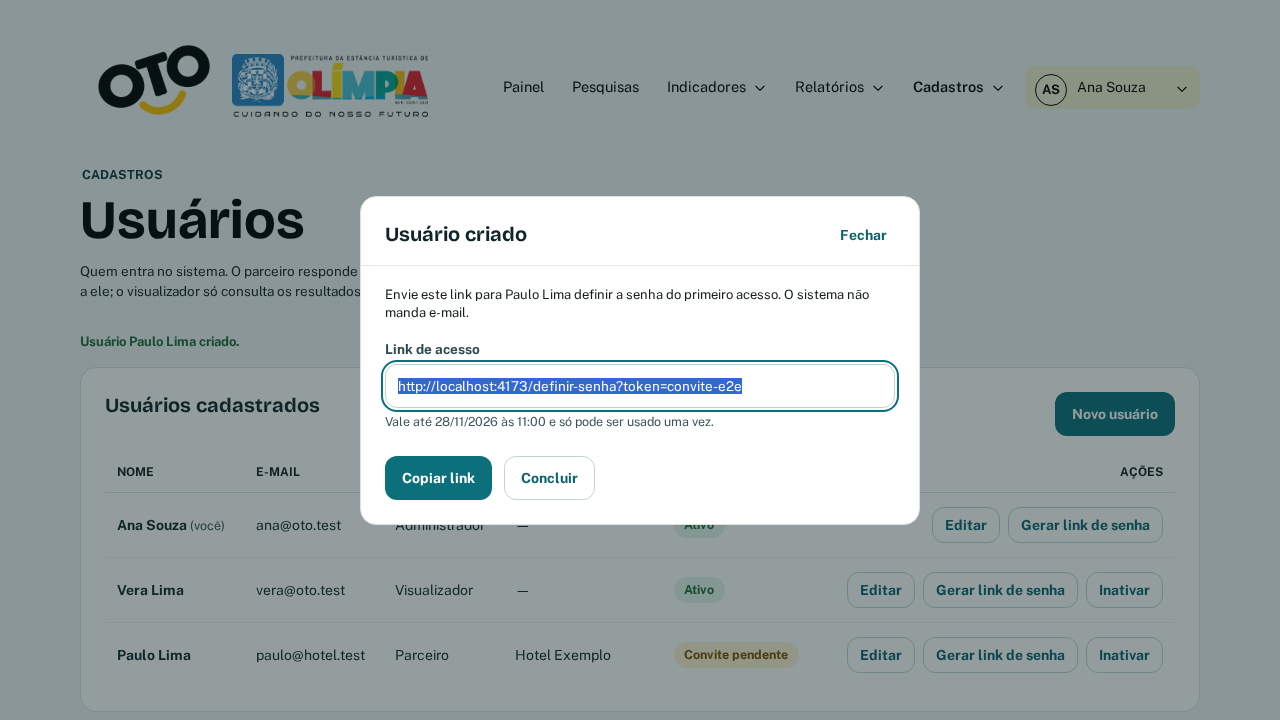 OTO
PREFEITURA DA ESTÂNCIA TURÍSTICA DE
OLÍMPIA
CUIDANDO DO NOSSO FUTURO
Painel
Pesquisas
Indicadores
Relatórios
Cadastros
AS
Ana Souza
CADASTROS
Usuários
Quem entra no sistema. O parceiro responde
a ele; o visualizador só consulta os resultados
Usuário Paulo Lima criado.
Usuário criado
Fechar
Envie este link para Paulo Lima definir a senha do primeiro acesso. O sistema não
manda e-mail.
Link de acesso
http://localhost:4173/definir-senha?token=convite-e2e
Vale até 28/11/2026 às 11:00 e só pode ser usado uma vez.
Copiar link
Concluir
Usuários cadastrados
Novo usuário
NOME
E-MAIL
AÇÕES
Ana Souza (você)
ana@oto.test
Administrador
—
Ativo
Editar
Gerar link de senha
Vera Lima
vera@oto.test
Visualizador
—
Ativo
Editar
Gerar link de senha
Inativar
Paulo Lima
paulo@hotel.test
Parceiro
Hotel Exemplo
Convite pendente
Editar
Gerar link de senha
Inativar